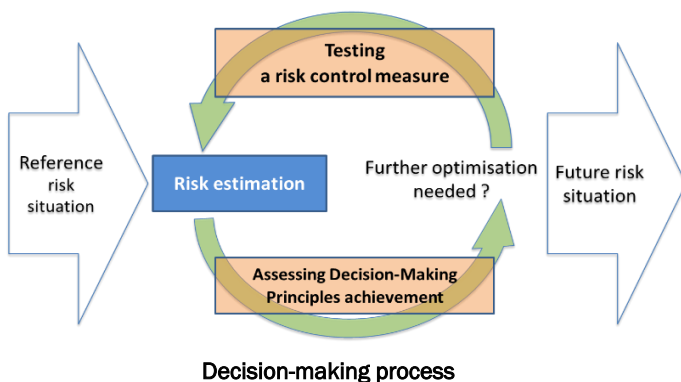 Testing
a risk control measure
Reference
risk
situation
Risk estimation
Further optimisation
needed ?
Future risk
situation
Assessing Decision-Making
Principles achievement
Decision-making process